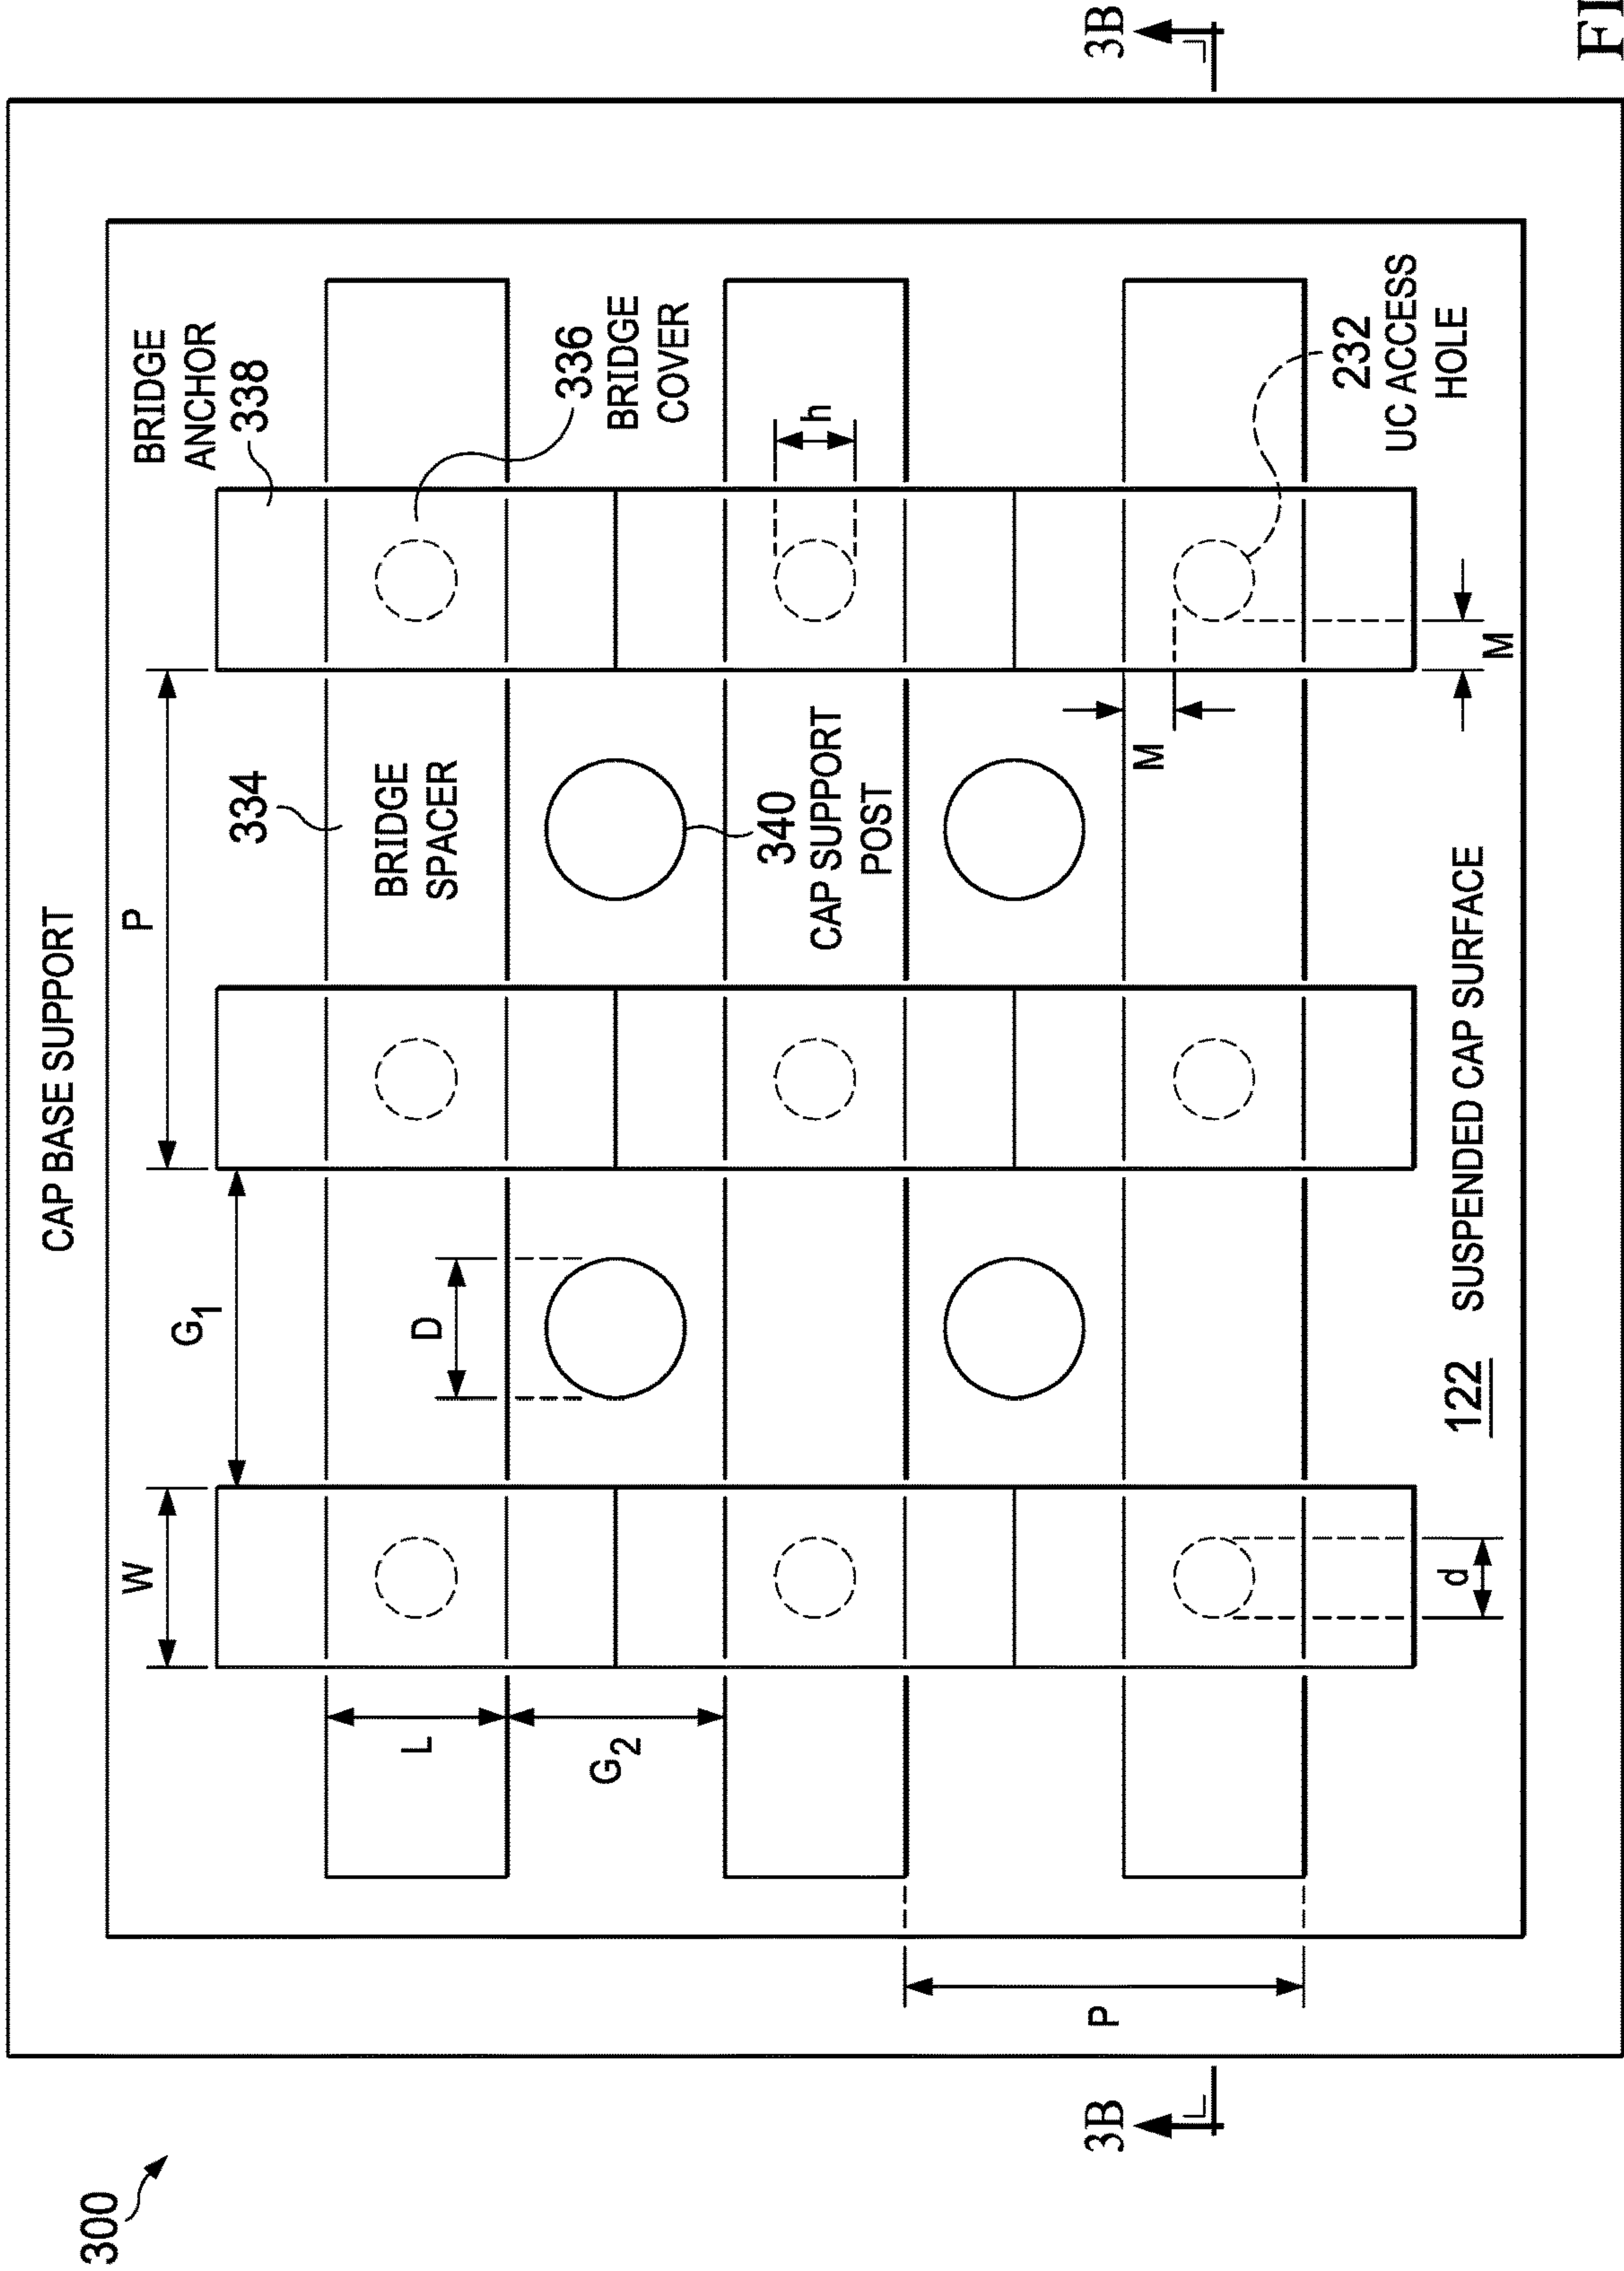 300
CAP BASE SUPPORT
W
G1
P
BRIDGE
ANCHOR
338
L
D
334
BRIDGE
SPACER
336
BRIDGE
COVER
G2
340
CAP SUPPORT
POST
h
P
M
M
d
232
UC ACCESS
HOLE
122 SUSPENDED CAP SURFACE
3B
3B
FI